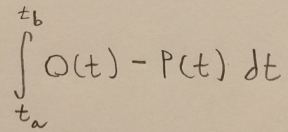 ∫_{t_a}^{t_b} Q(t) - P(t) dt